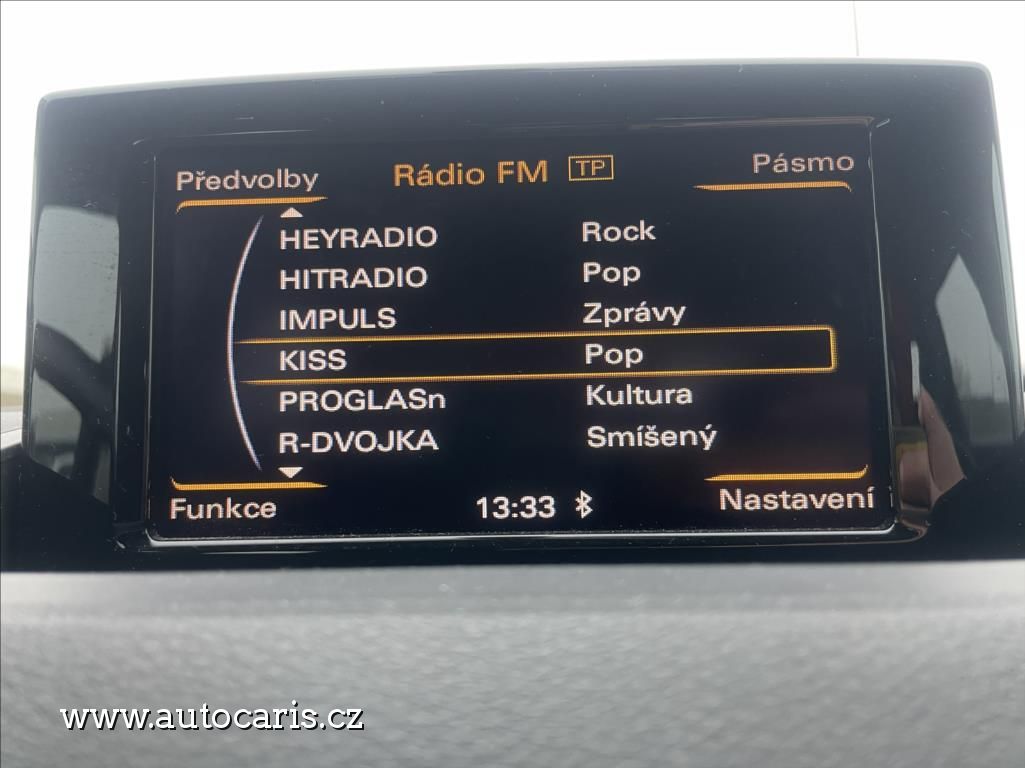 Předvolby Rádio FM TP Pásmo
HEYRADIO Rock
HITRADIO Pop
IMPULS Zprávy
KISS Pop
PROGLASn Kultura
R-DVOJKA Smíšený
Funkce 13:33 Nastavení
www.autocaris.cz